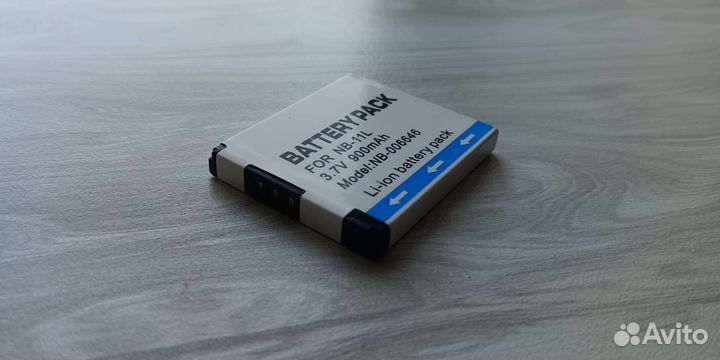 BATTERY PACK
FOR NB-11L
3.7V 900mAh
Model:NB-006646
Li-ion battery pack
Avito